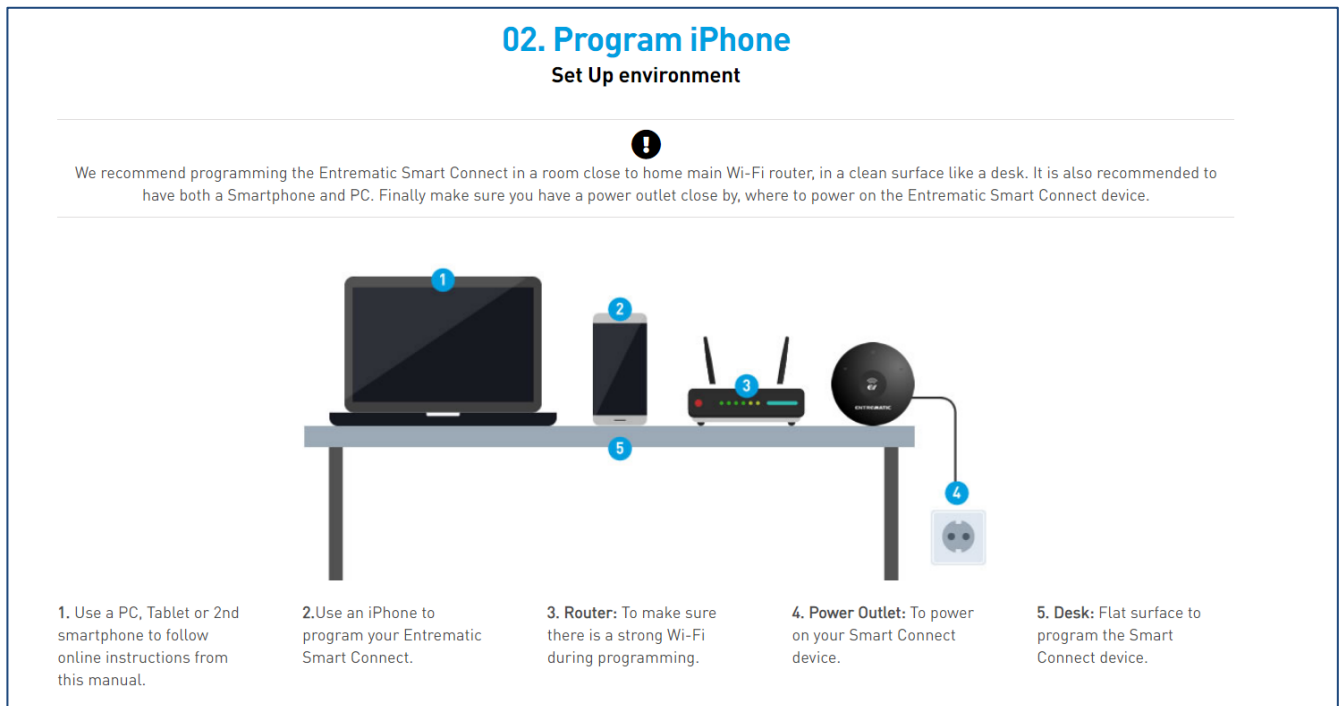 02. Program iPhone
Set Up environment
!
We recommend programming the Entrematic Smart Connect in a room close to home main Wi-Fi router, in a clean surface like a desk. It is also recommended to
have both a Smartphone and PC. Finally make sure you have a power outlet close by, where to power on the Entrematic Smart Connect device.
1
2
3
ENTREMATIC
5
4
1. Use a PC, Tablet or 2nd
smartphone to follow
online instructions from
this manual.
2.Use an iPhone to
program your Entrematic
Smart Connect.
3. Router: To make sure
there is a strong Wi-Fi
during programming.
4. Power Outlet: To power
on your Smart Connect
device.
5. Desk: Flat surface to
program the Smart
Connect device.